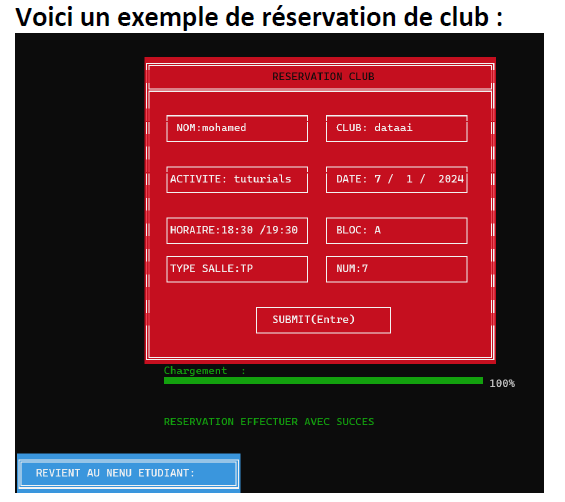 Voici un exemple de réservation de club :
RESERVATION CLUB
NOM:mohamed CLUB: dataai
ACTIVITE: tuturials DATE: 7 / 1 / 2024
HORAIRE:18:30 /19:30 BLOC: A
TYPE SALLE:TP NUM:7
SUBMIT(Entre)
Chargement :
100%
RESERVATION EFFECTUER AVEC SUCCES
REVIENT AU NENU ETUDIANT: